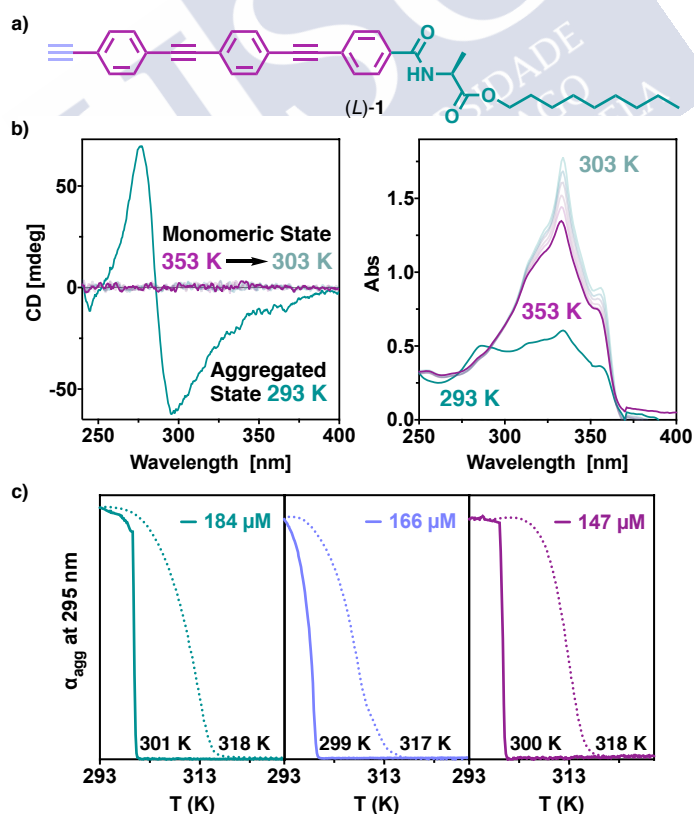 a)
O
HN
O
O
(L)-1
b)
50
0
-50
CD [mdeg]
Monomeric State
353 K → 303 K
Aggregated
State 293 K
250 300 350 400
Wavelength [nm]
1.5
1.0
0.5
0.0
Abs
303 K
353 K
293 K
250 300 350 400
Wavelength [nm]
c)
αagg at 295 nm
184 µM
301 K 318 K
293 313
T (K)
166 µM
299 K 317 K
293 313
T (K)
147 µM
300 K 318 K
293 313
T (K)